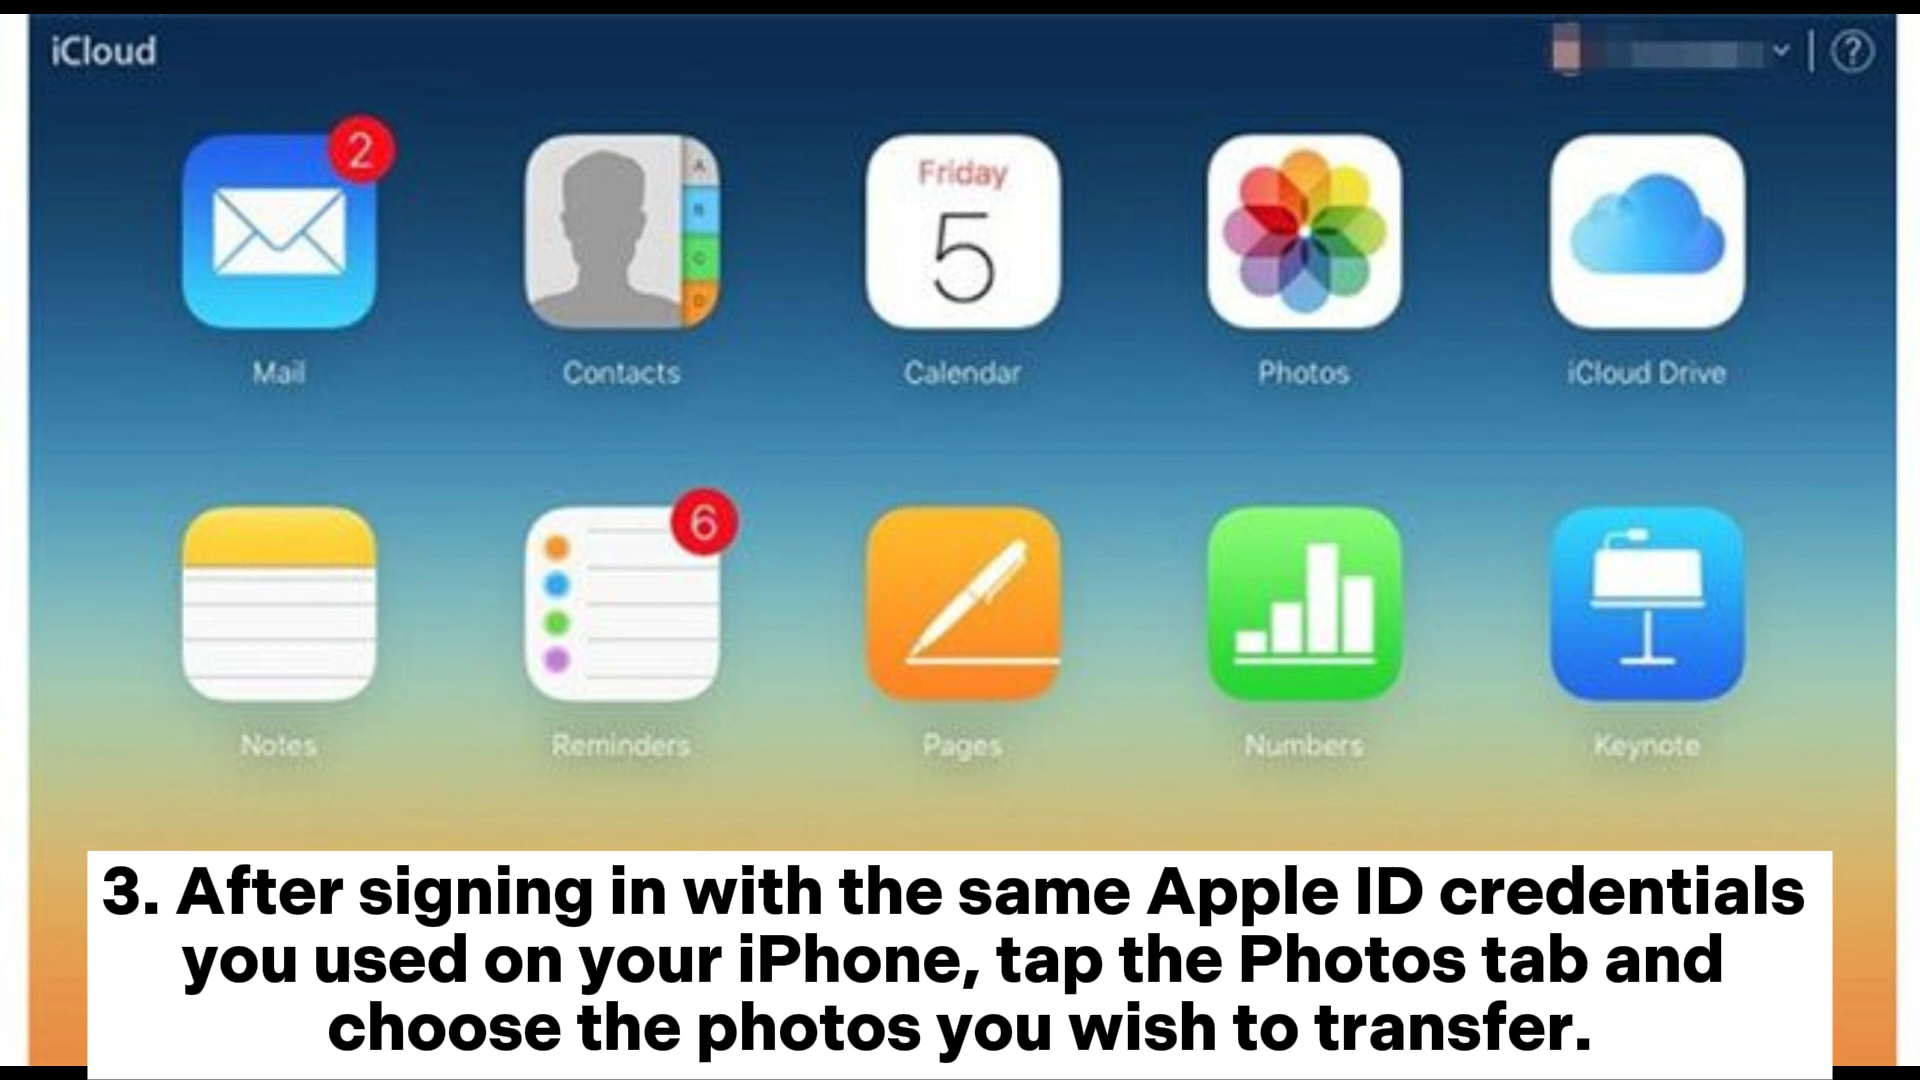 iCloud
2
Friday
5
A
B
C
D
Mail
Contacts
Calendar
Photos
iCloud Drive
6
Notes
Reminders
Pages
Numbers
Keynote
3. After signing in with the same Apple ID credentials
you used on your iPhone, tap the Photos tab and
choose the photos you wish to transfer.